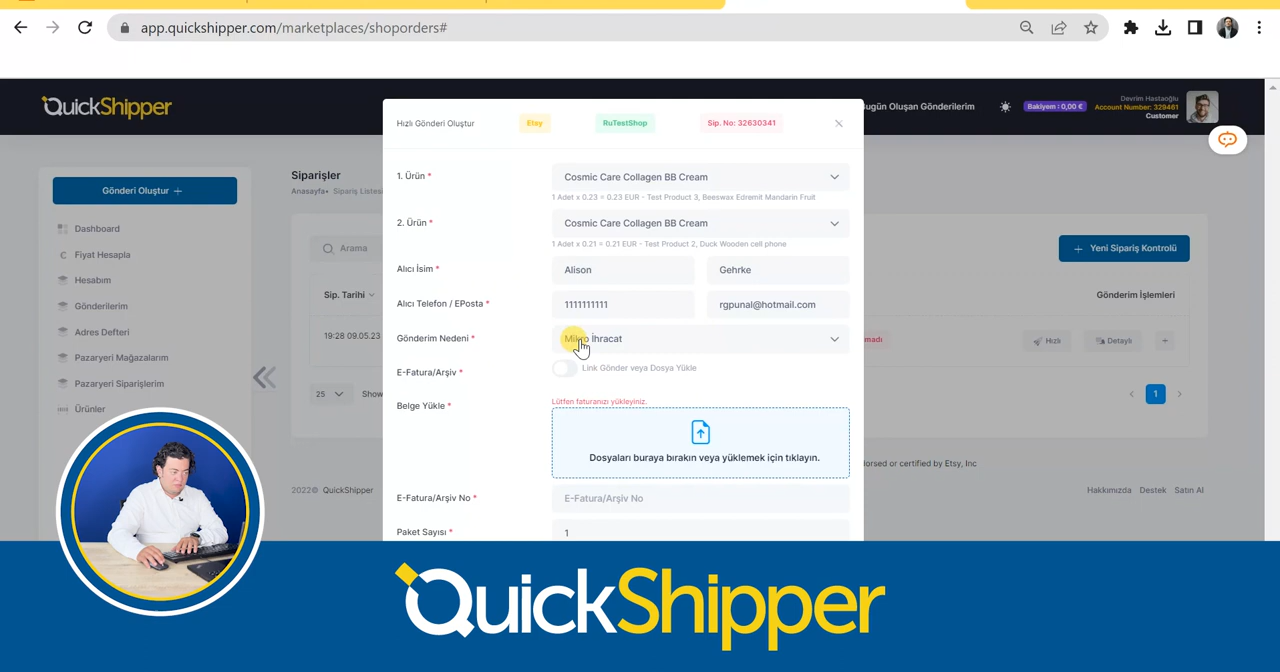 app.quickshipper.com/marketplaces/shoporders#
QuickShipper
ugün Oluşan Gönderilerim
Bakiyem : 0,00 €
Devrim Hastaoğlu
Account Number: 329461
Customer
Hızlı Gönderi Oluştur
Etsy
RuTestShop
Sip. No: 32630341
Gönderi Oluştur
Dashboard
Fiyat Hesapla
Hesabım
Gönderilerim
Adres Defteri
Pazaryeri Mağazalarım
Pazaryeri Siparişlerim
Ürünler
Siparişler
Anasayfa
Sipariş Listes
Arama
Yeni Sipariş Kontrolü
Sip. Tarihi
Gönderim İşlemleri
19:28 09.05.23
madı
Hızlı
Detaylı
25
Show
1
1. Ürün *
Cosmic Care Collagen BB Cream
1 Adet x 0.23 = 0.23 EUR - Test Product 3, Beeswax Edremit Mandarin Fruit
2. Ürün *
Cosmic Care Collagen BB Cream
1 Adet x 0.21 = 0.21 EUR - Test Product 2, Duck Wooden cell phone
Alıcı İsim *
Alison
Gehrke
Alıcı Telefon / EPosta *
1111111111
rgpunal@hotmail.com
Gönderim Nedeni *
Mikro İhracat
E-Fatura/Arşiv *
Link Gönder veya Dosya Yükle
Belge Yükle *
Lütfen faturanızı yükleyiniz.
Dosyaları buraya bırakın veya yüklemek için tıklayın.
E-Fatura/Arşiv No *
E-Fatura/Arşiv No
Paket Sayısı *
1
2022© QuickShipper
orsed or certified by Etsy, Inc
Hakkımızda Destek Satın Al
QuickShipper